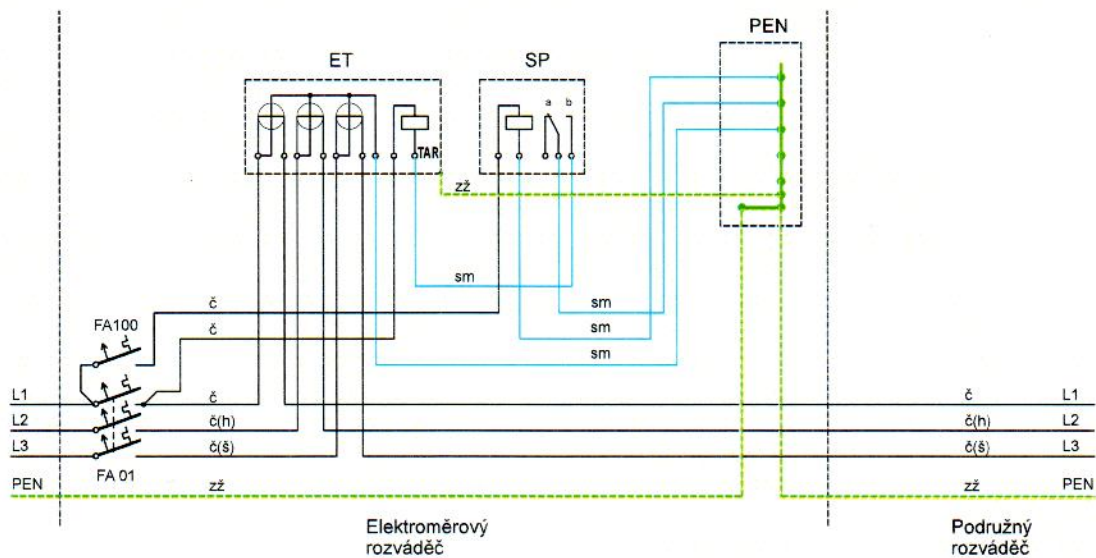 PEN
ET
SP
a
b
TAR
zž
sm
sm
sm
sm
č
FA100
č
L1
č
č
L1
L2
č(h)
č(h)
L2
L3
č(š)
č(š)
L3
FA 01
PEN
zž
zž
PEN
Elektroměrový
rozváděč
Podružný
rozváděč